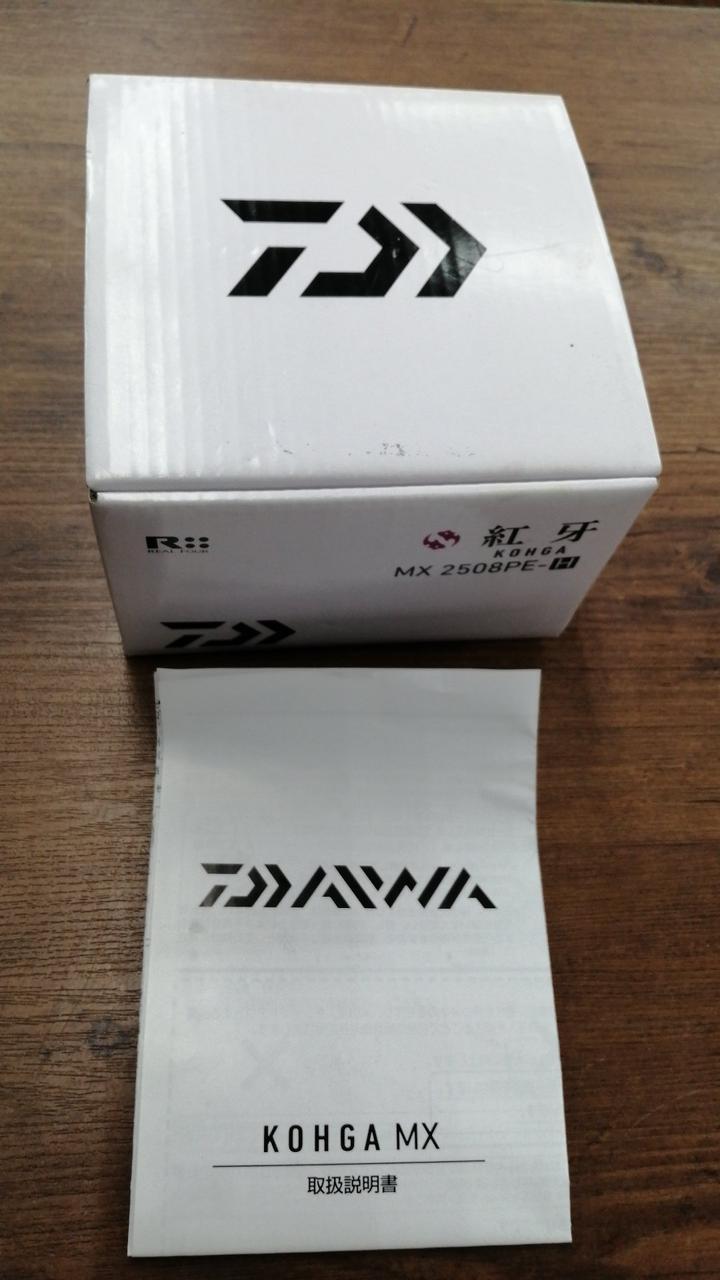 R
REAL FOUR
紅牙
KOHGA
MX 2508PE-H
DAIWA
KOHGA MX
取扱説明書